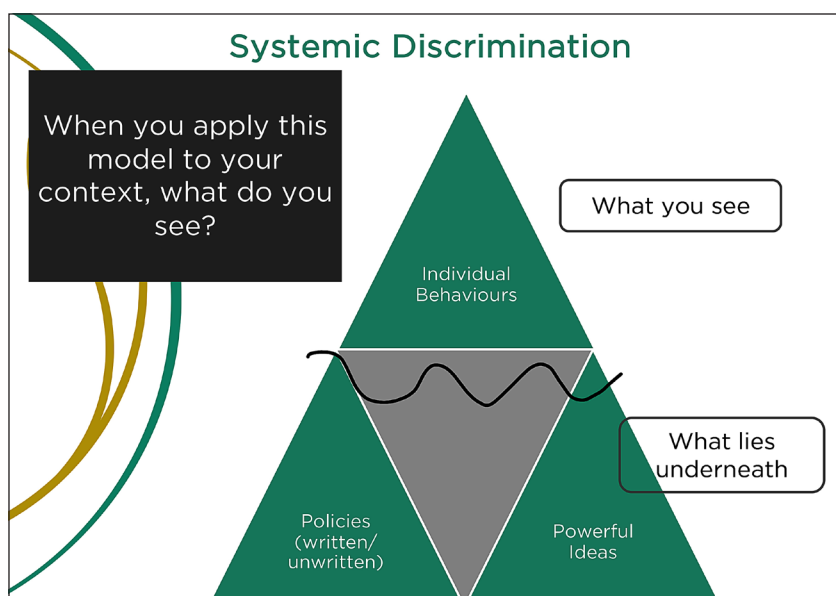 Systemic Discrimination
When you apply this
model to your
context, what do you
see?
What you see
Individual
Behaviours
What lies
underneath
Policies
(written/
unwritten)
Powerful
Ideas